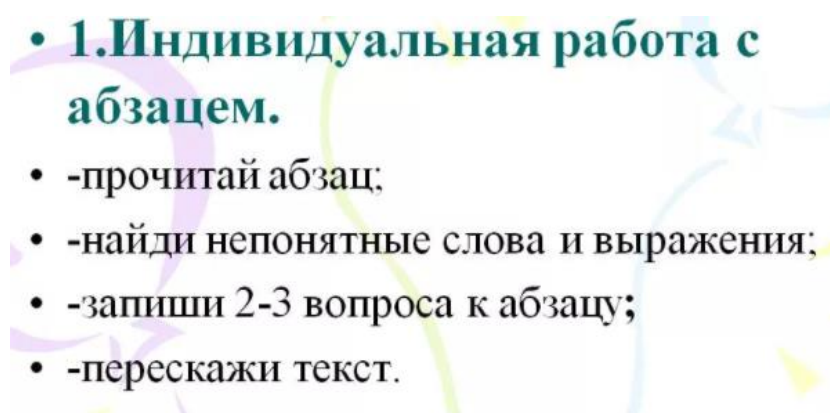 • 1.Индивидуальная работа с
абзацем.
• -прочитай абзац;
• -найди непонятные слова и выражения;
• -запиши 2-3 вопроса к абзацу;
• -перескажи текст.